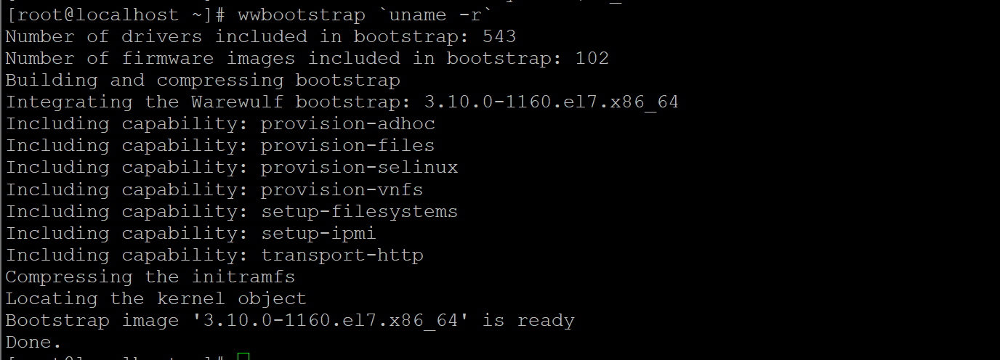 [root@localhost ~]# wwbootstrap `uname -r`
Number of drivers included in bootstrap: 543
Number of firmware images included in bootstrap: 102
Building and compressing bootstrap
Integrating the Warewulf bootstrap: 3.10.0-1160.el7.x86_64
Including capability: provision-adhoc
Including capability: provision-files
Including capability: provision-selinux
Including capability: provision-vnfs
Including capability: setup-filesystems
Including capability: setup-ipmi
Including capability: transport-http
Compressing the initramfs
Locating the kernel object
Bootstrap image '3.10.0-1160.el7.x86_64' is ready
Done.